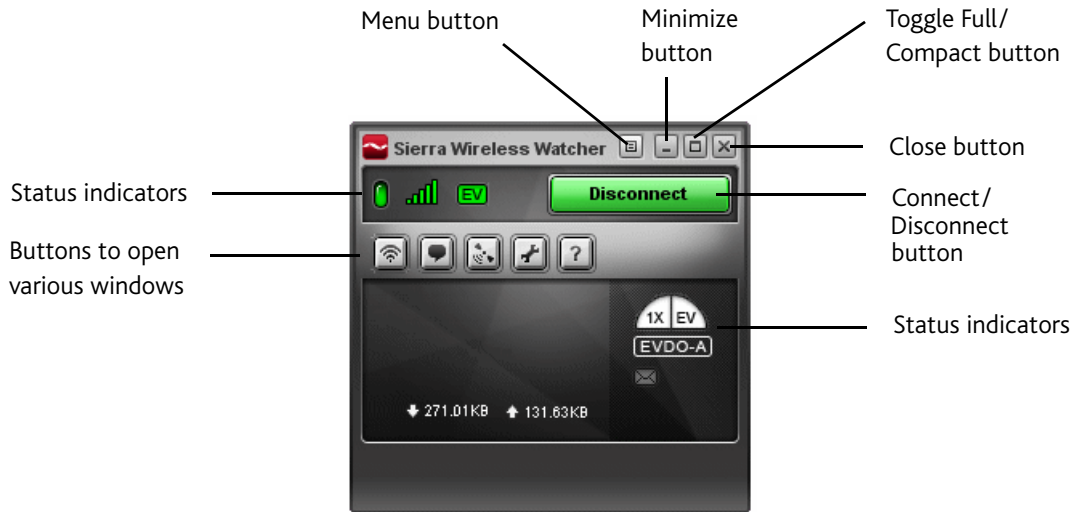 Menu button
Minimize
button
Toggle Full/
Compact button
Sierra Wireless Watcher
Close button
Status indicators
EV
Disconnect
Connect/
Disconnect
button
Buttons to open
various windows
?
1X EV
EVDO-A
Status indicators
271.01KB 131.63KB